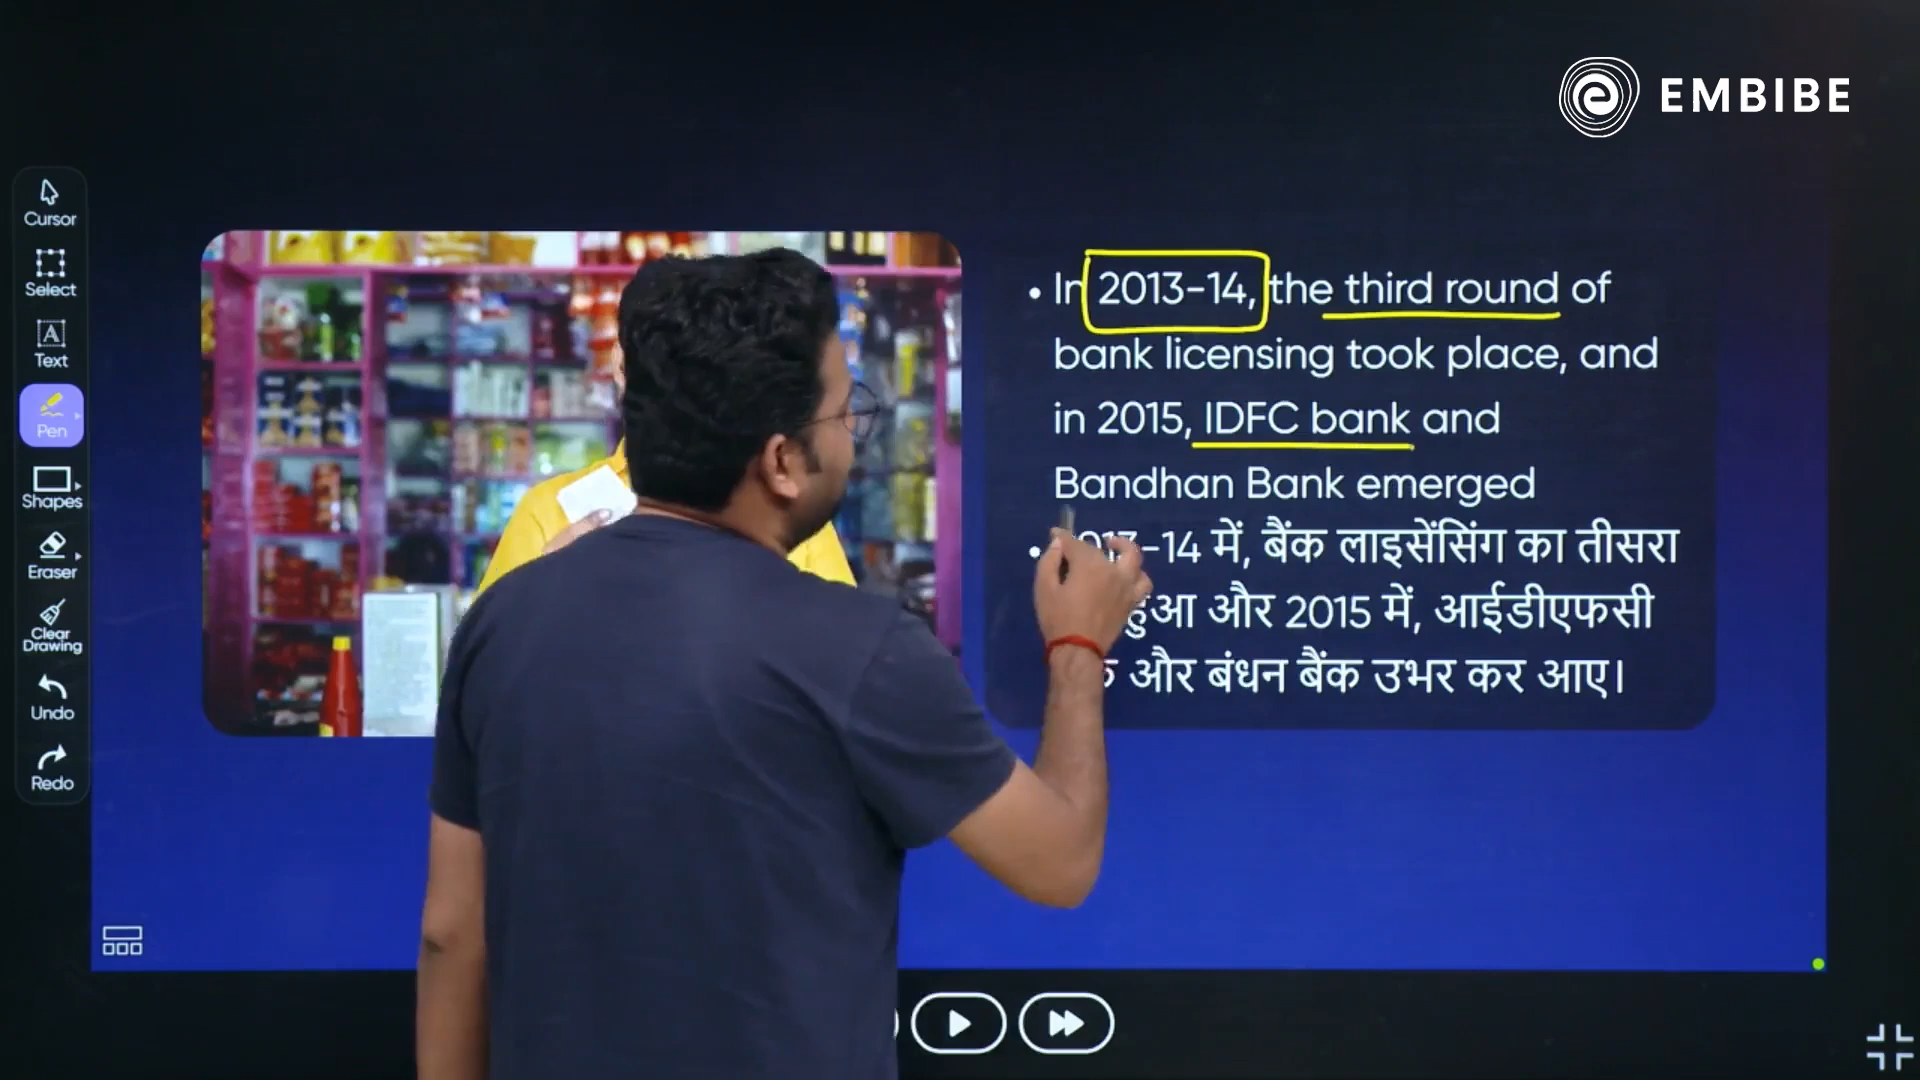 EMBIBE
Cursor
Select
A
Text
Pen
Shapes
Eraser
Clear
Drawing
Undo
Redo
• In 2013-14, the third round of
bank licensing took place, and
in 2015, IDFC bank and
Bandhan Bank emerged
• -14 में, बैंक लाइसेंसिंग का तीसरा
हुआ और 2015 में, आईडीएफसी
और बंधन बैंक उभर कर आए।